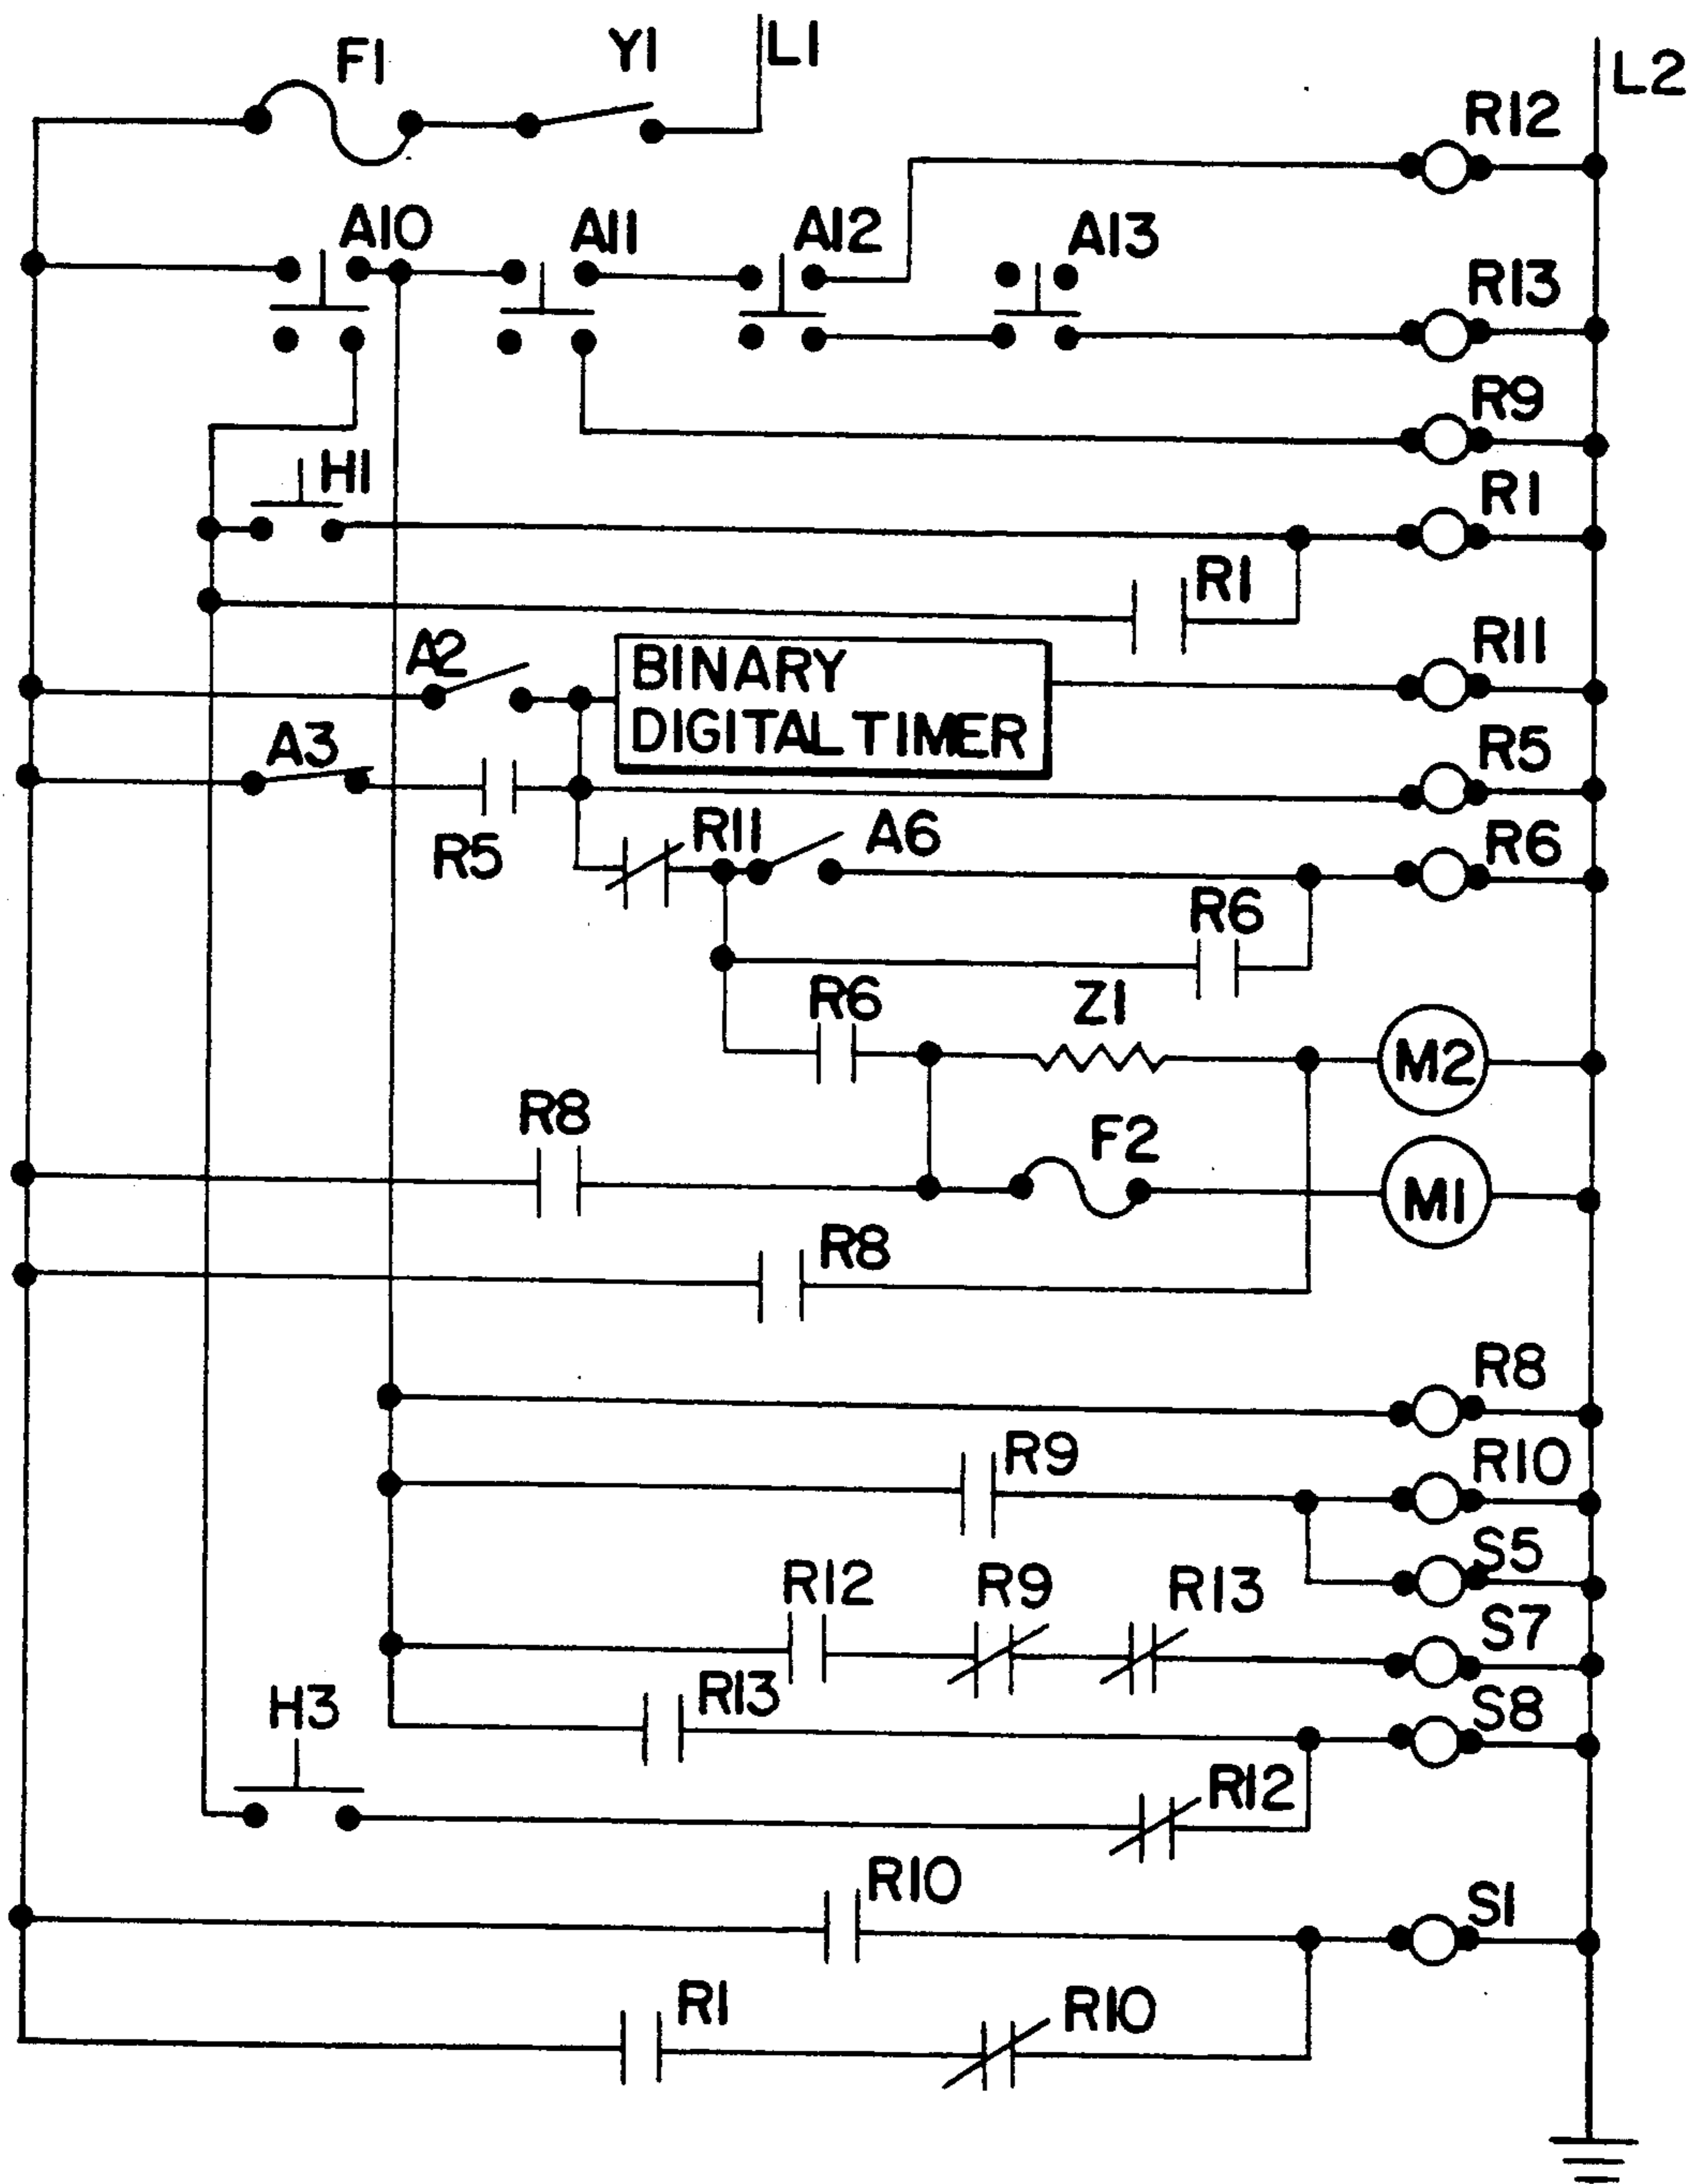 F1 Y1 L1 L2
R12
A10 A11 A12 A13
R13
R9
H1 R1
R1
A2 BINARY DIGITAL TIMER R11
A3 R5
R5 R11 A6 R6
R6
R6 Z1 M2
R8 F2 M1
R8
R8
R9 R10
S5
R12 R9 R13 S7
R13 S8
H3 R12
R10 S1
R1 R10